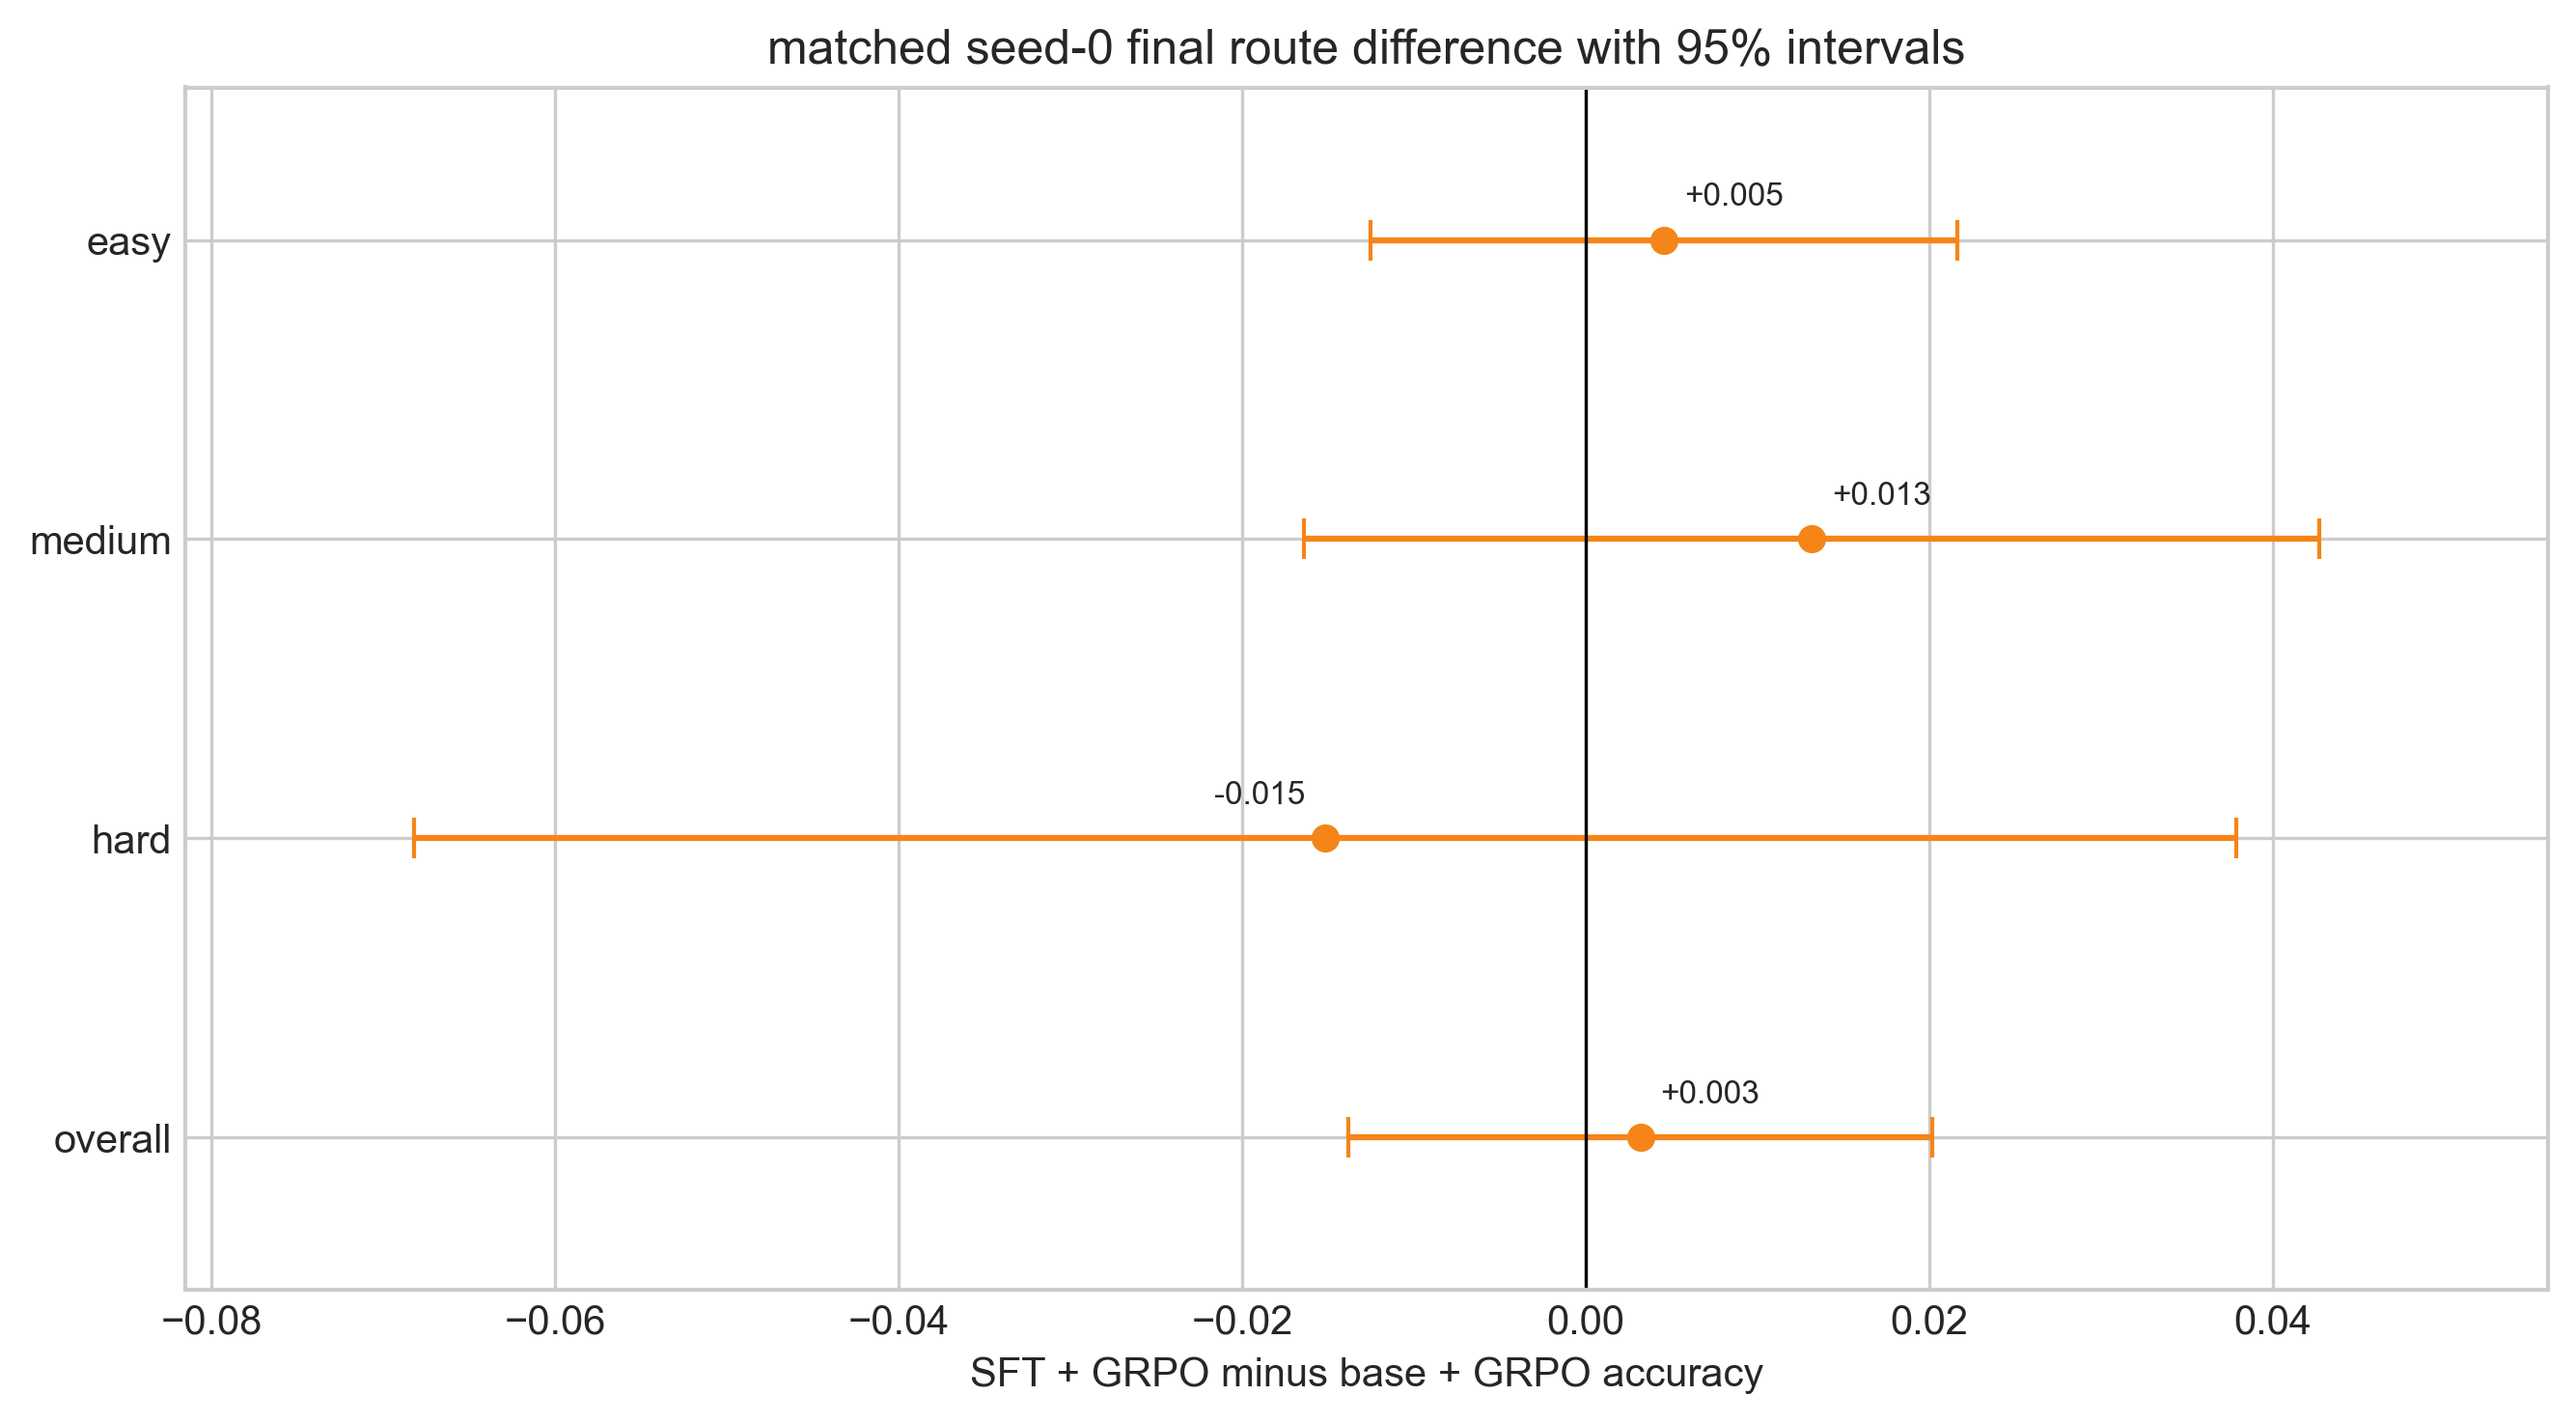 matched seed-0 final route difference with 95% intervals
easy
+0.005
medium
+0.013
hard
-0.015
overall
+0.003
−0.08 −0.06 −0.04 −0.02 0.00 0.02 0.04
SFT + GRPO minus base + GRPO accuracy